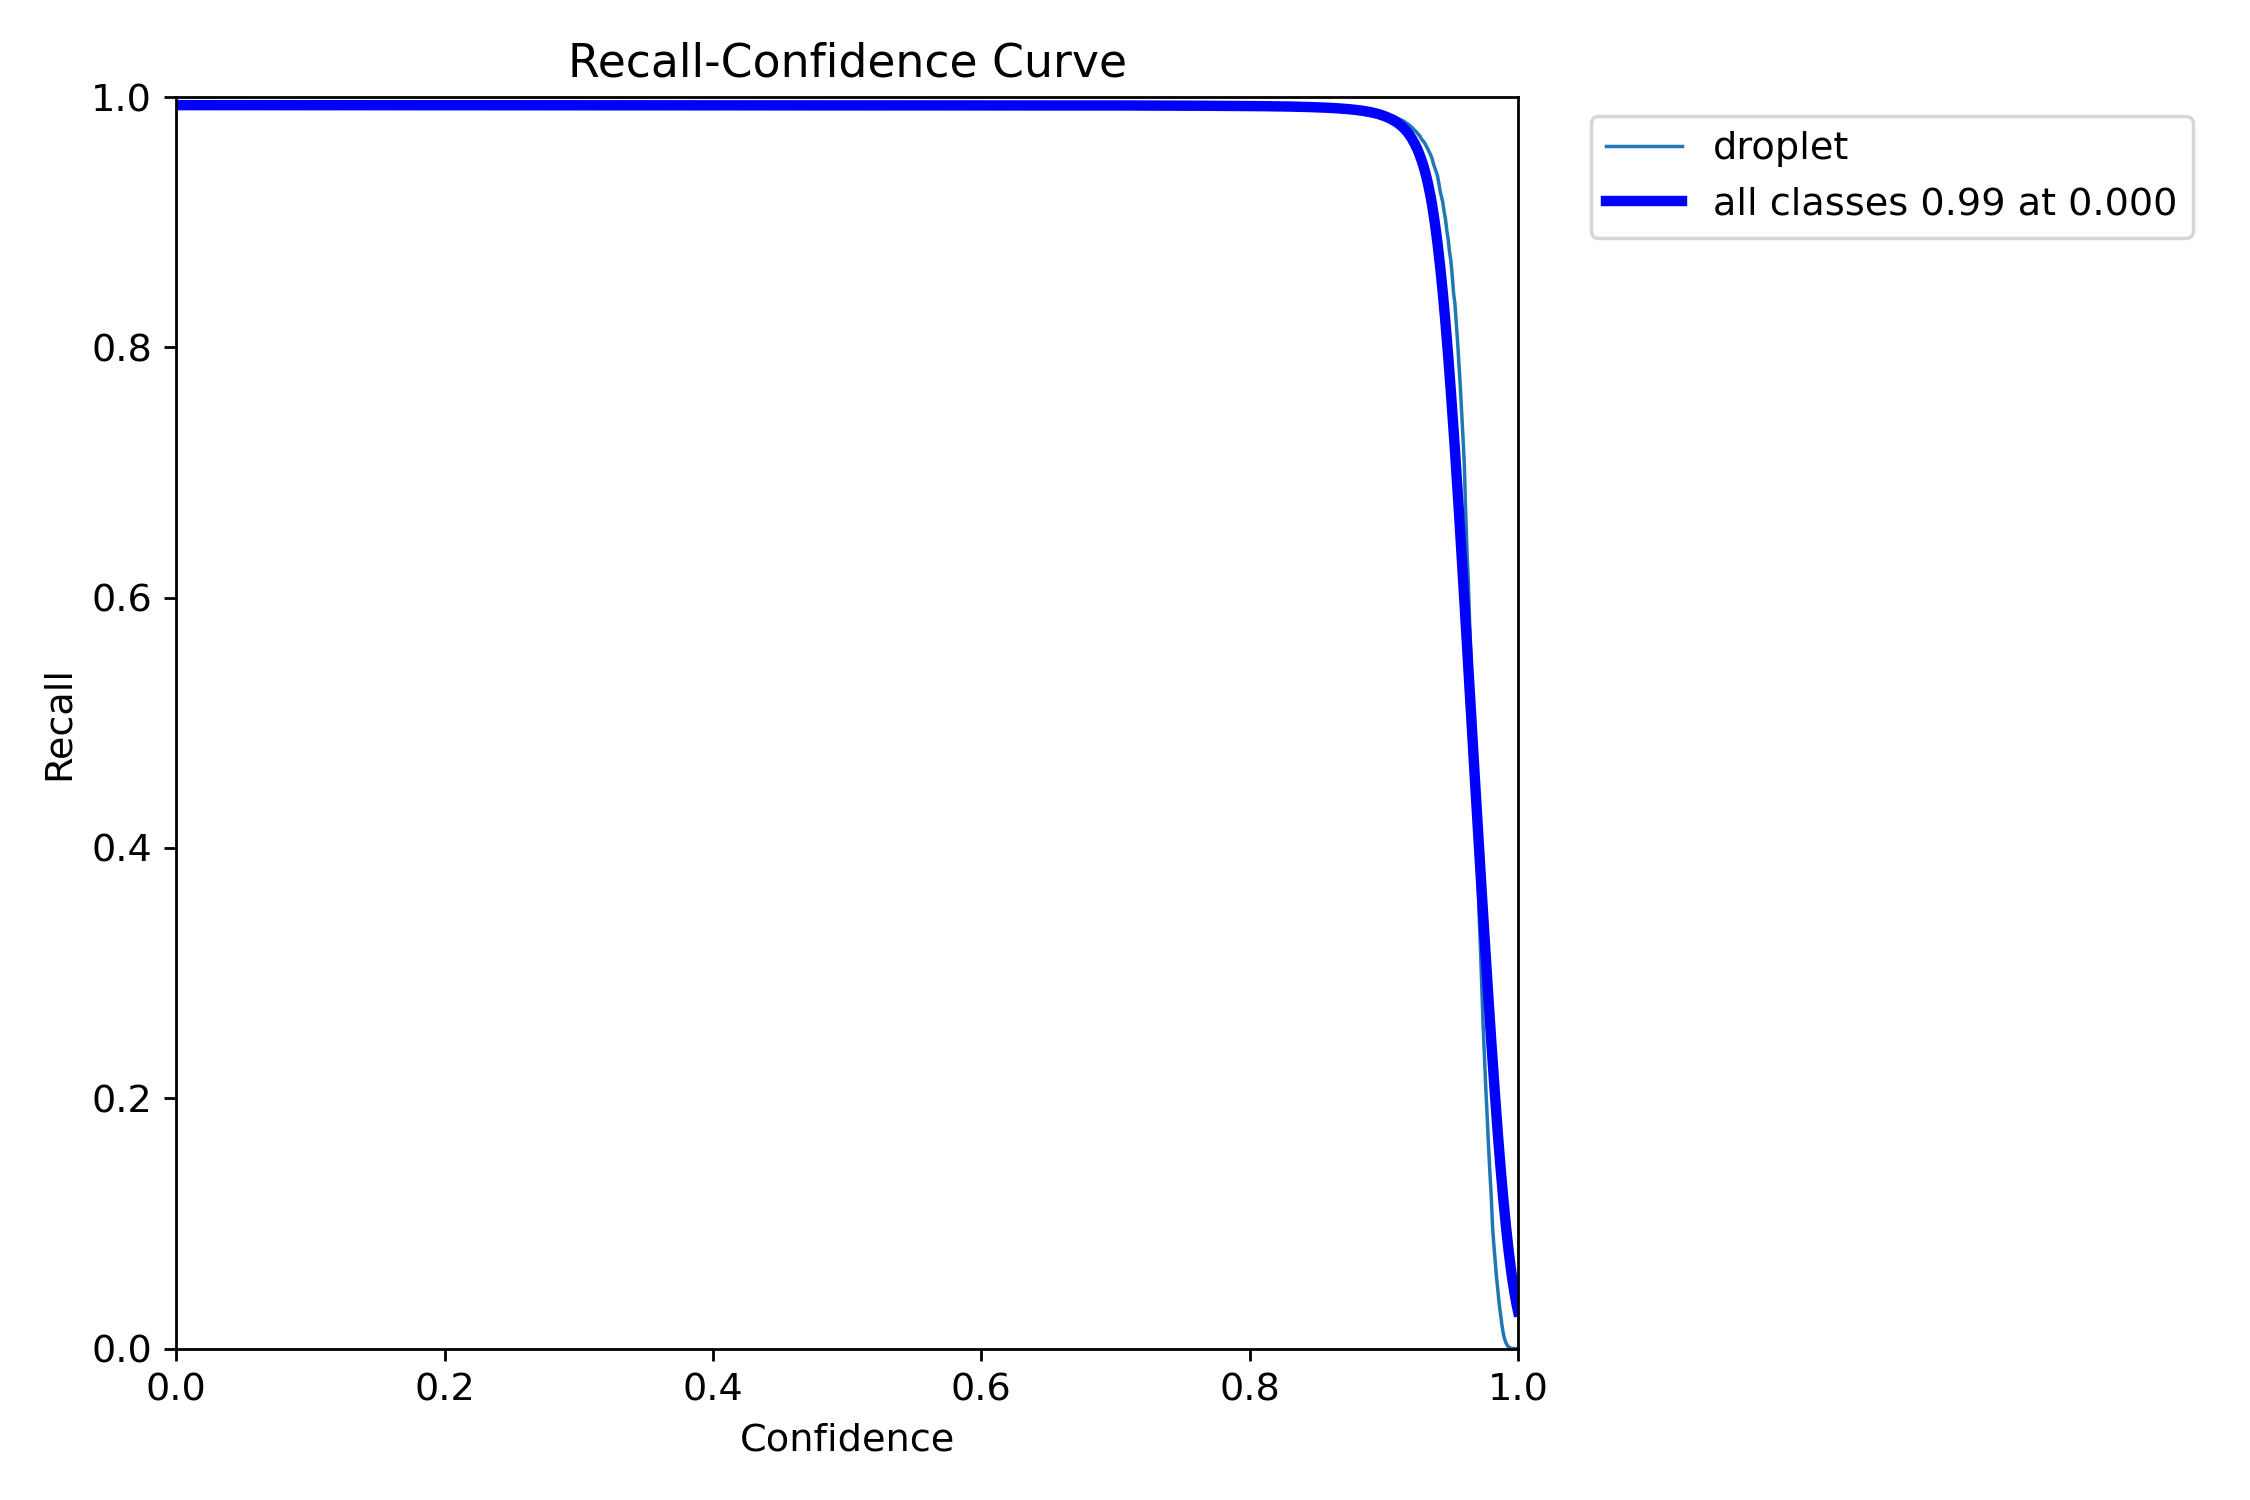 Recall-Confidence Curve
droplet
all classes 0.99 at 0.000
1.0
0.8
0.6
0.4
0.2
0.0
Recall
0.0 0.2 0.4 0.6 0.8 1.0
Confidence